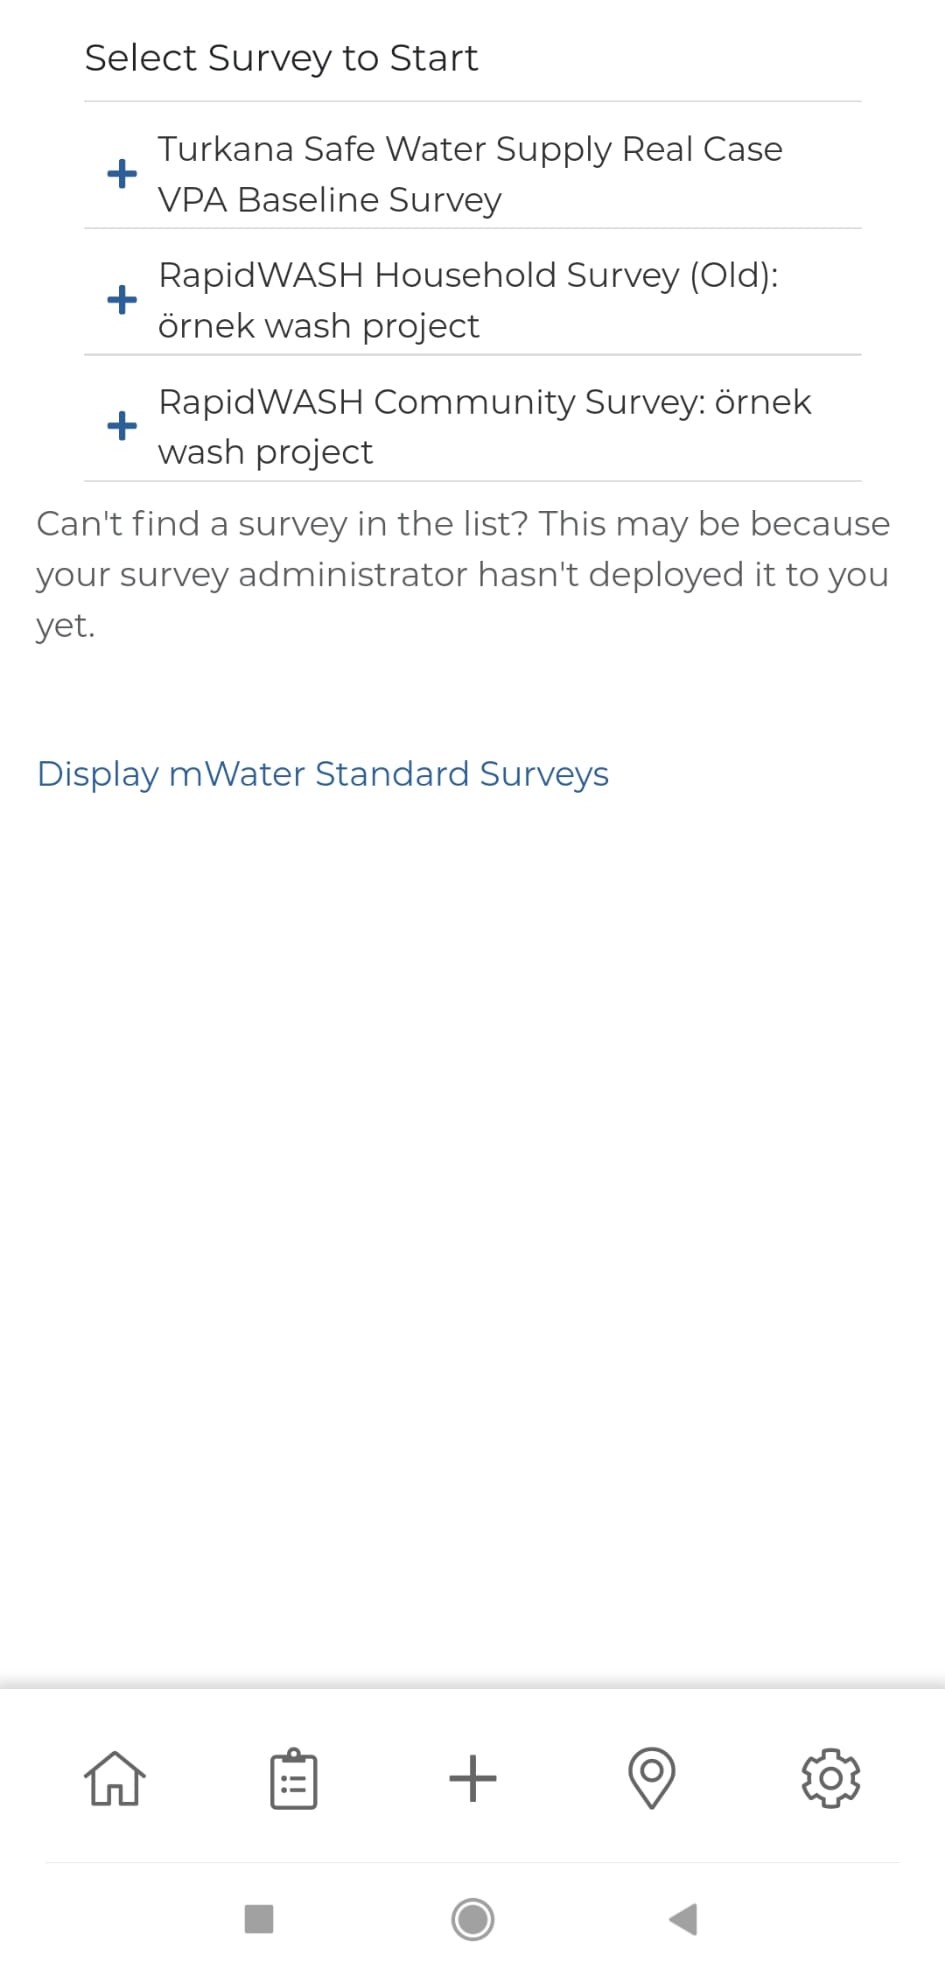 Select Survey to Start
Turkana Safe Water Supply Real Case
VPA Baseline Survey
RapidWASH Household Survey (Old):
örnek wash project
RapidWASH Community Survey: örnek
wash project
Can't find a survey in the list? This may be because
your survey administrator hasn't deployed it to you
yet.
Display mWater Standard Surveys